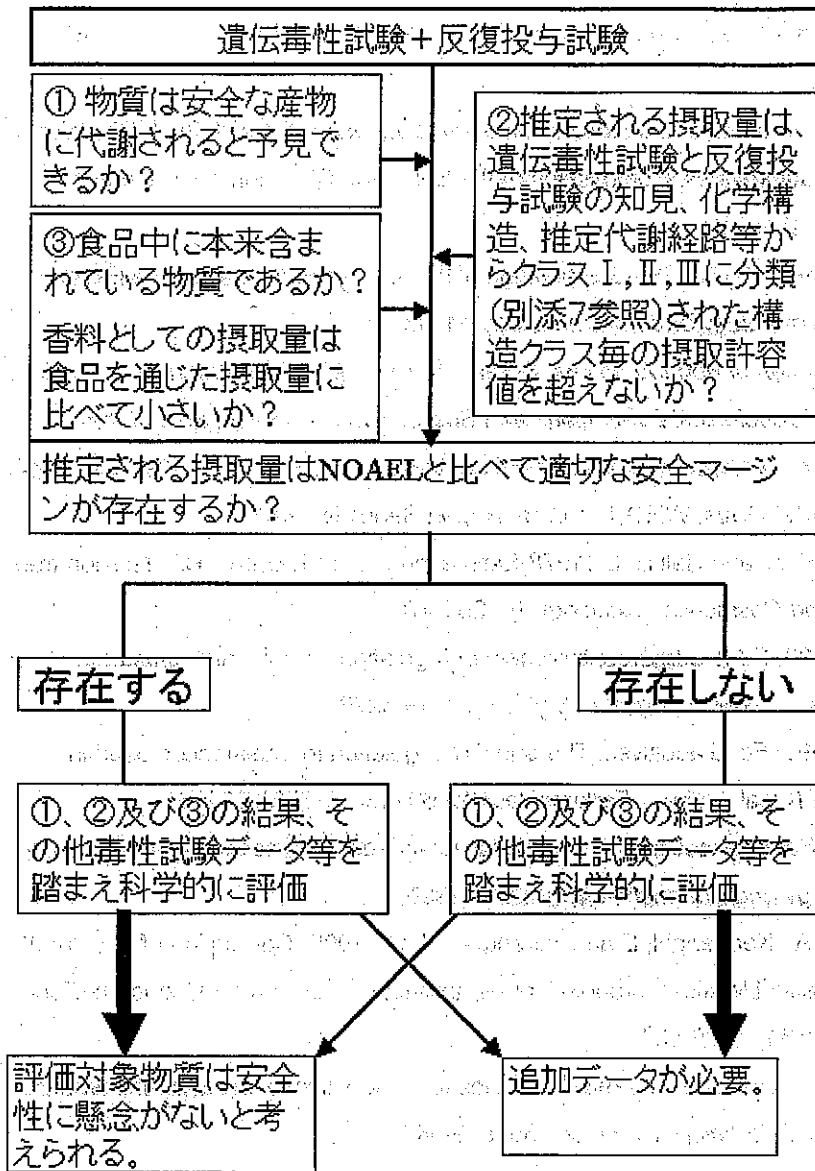 遺伝毒性試験＋反復投与試験
① 物質は安全な産物
に代謝されると予見で
きるか？
②推定される摂取量は、
遺伝毒性試験と反復投
与試験の知見、化学構
造、推定代謝経路等か
らクラスⅠ,Ⅱ,Ⅲに分類
(別添7参照)された構
造クラス毎の摂取許容
値を超えないか？
③食品中に本来含ま
れている物質であるか？
香料としての摂取量は
食品を通じた摂取量に
比べて小さいか？
推定される摂取量はNOAELと比べて適切な安全マージ
ンが存在するか？
存在する
存在しない
①、②及び③の結果、そ
の他毒性試験データ等を
踏まえ科学的に評価
①、②及び③の結果、そ
の他毒性試験データ等を
踏まえ科学的に評価
評価対象物質は安全
性に懸念がないと考
えられる。
追加データが必要。